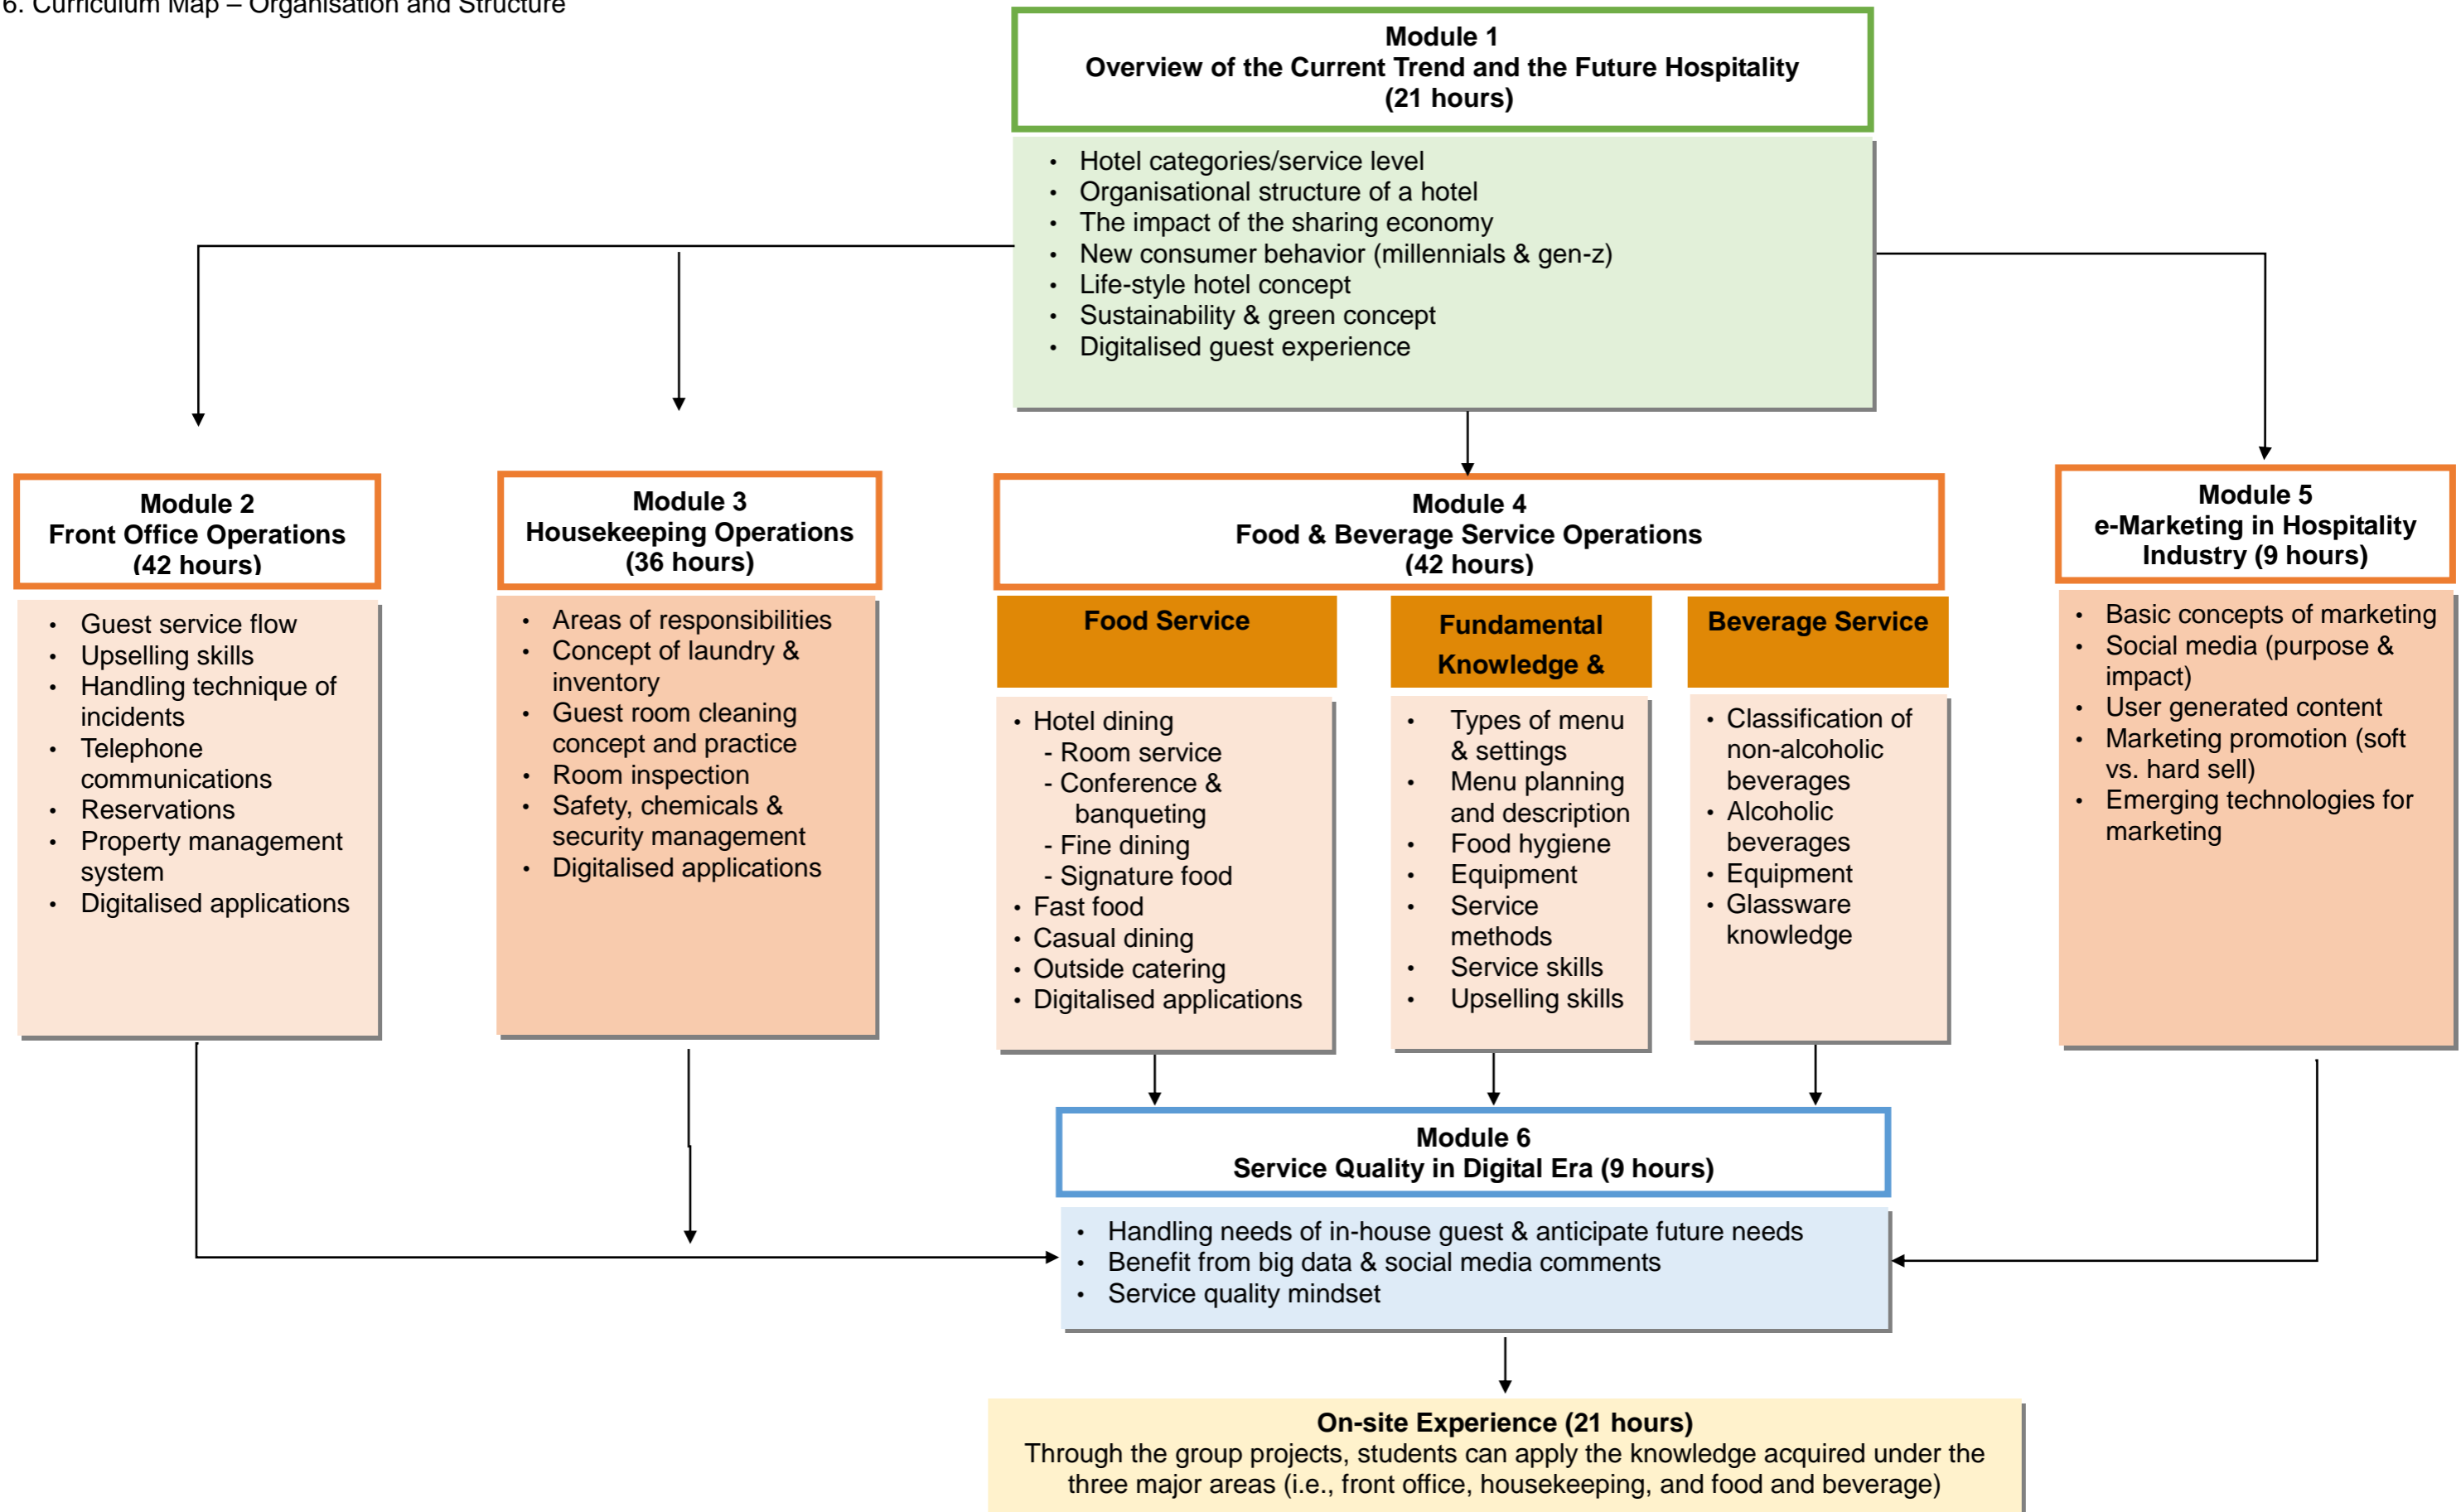 6. Curriculum Map – Organisation and Structure
Module 1
Overview of the Current Trend and the Future Hospitality
(21 hours)
• Hotel categories/service level
• Organisational structure of a hotel
• The impact of the sharing economy
• New consumer behavior (millennials & gen-z)
• Life-style hotel concept
• Sustainability & green concept
• Digitalised guest experience
Module 2
Front Office Operations
(42 hours)
• Guest service flow
• Upselling skills
• Handling technique of
incidents
• Telephone
communications
• Reservations
• Property management
system
• Digitalised applications
Module 3
Housekeeping Operations
(36 hours)
• Areas of responsibilities
• Concept of laundry &
inventory
• Guest room cleaning
concept and practice
• Room inspection
• Safety, chemicals &
security management
• Digitalised applications
Module 4
Food & Beverage Service Operations
(42 hours)
Food Service
• Hotel dining
- Room service
- Conference &
banqueting
- Fine dining
- Signature food
• Fast food
• Casual dining
• Outside catering
• Digitalised applications
Fundamental
Knowledge &
• Types of menu
& settings
• Menu planning
and description
• Food hygiene
• Equipment
• Service
methods
• Service skills
• Upselling skills
Beverage Service
• Classification of
non-alcoholic
beverages
• Alcoholic
beverages
• Equipment
• Glassware
knowledge
Module 5
e-Marketing in Hospitality
Industry (9 hours)
• Basic concepts of marketing
• Social media (purpose &
impact)
• User generated content
• Marketing promotion (soft
vs. hard sell)
• Emerging technologies for
marketing
Module 6
Service Quality in Digital Era (9 hours)
• Handling needs of in-house guest & anticipate future needs
• Benefit from big data & social media comments
• Service quality mindset
On-site Experience (21 hours)
Through the group projects, students can apply the knowledge acquired under the
three major areas (i.e., front office, housekeeping, and food and beverage)